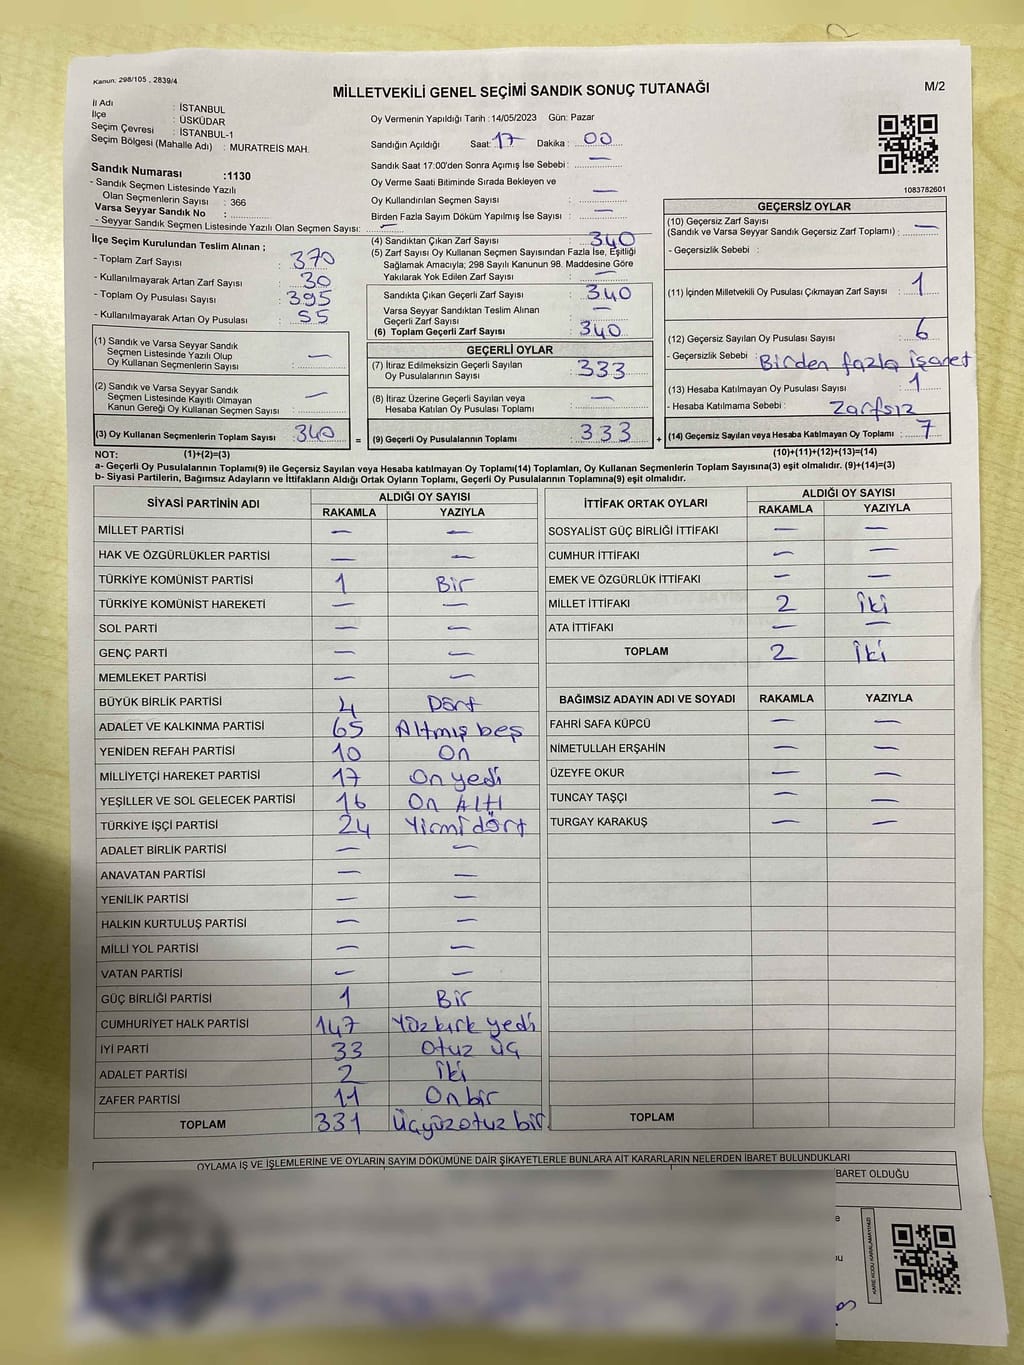 Kanun. 298/105 , 2839/4
MİLLETVEKİLİ GENEL SEÇİMİ SANDIK SONUÇ TUTANAĞI
M/2
İl Adı : İSTANBUL
İlçe : ÜSKÜDAR
Seçim Çevresi : İSTANBUL-1
Seçim Bölgesi (Mahalle Adı) : MURATREİS MAH.
Sandık Numarası :1130
- Sandık Seçmen Listesinde Yazılı
Olan Seçmenlerin Sayısı : 366
Varsa Seyyar Sandık No :
- Seyyar Sandık Seçmen Listesinde Yazılı Olan Seçmen Sayısı: —
Oy Vermenin Yapıldığı Tarih : 14/05/2023 Gün: Pazar
Sandığın Açıldığı Saat: 17 Dakika : 00
Sandık Saat 17:00'den Sonra Açımış İse Sebebi : —
Oy Verme Saati Bitiminde Sırada Bekleyen ve
Oy Kullandırılan Seçmen Sayısı : —
Birden Fazla Sayım Döküm Yapılmış İse Sayısı : —
1083782601
İlçe Seçim Kurulundan Teslim Alınan ;
- Toplam Zarf Sayısı : 370
- Kullanılmayarak Artan Zarf Sayısı : 30
- Toplam Oy Pusulası Sayısı : 395
- Kullanılmayarak Artan Oy Pusulası : 55
(1) Sandık ve Varsa Seyyar Sandık
Seçmen Listesinde Yazılı Olup
Oy Kullanan Seçmenlerin Sayısı : —
(2) Sandık ve Varsa Seyyar Sandık
Seçmen Listesinde Kayıtlı Olmayan
Kanun Gereği Oy Kullanan Seçmen Sayısı : —
(3) Oy Kullanan Seçmenlerin Toplam Sayısı : 340 =
(4) Sandıktan Çıkan Zarf Sayısı : 340
(5) Zarf Sayısı Oy Kullanan Seçmen Sayısından Fazla İse, Eşitliği
Sağlamak Amacıyla; 298 Sayılı Kanunun 98. Maddesine Göre
Yakılarak Yok Edilen Zarf Sayısı : —
Sandıkta Çıkan Geçerli Zarf Sayısı : 340
Varsa Seyyar Sandıktan Teslim Alınan
Geçerli Zarf Sayısı : —
(6) Toplam Geçerli Zarf Sayısı : 340
GEÇERLİ OYLAR
(7) İtiraz Edilmeksizin Geçerli Sayılan
Oy Pusulalarının Sayısı : 333
(8) İtiraz Üzerine Geçerli Sayılan veya
Hesaba Katılan Oy Pusulası Toplamı : —
(9) Geçerli Oy Pusulalarının Toplamı : 333 +
GEÇERSİZ OYLAR
(10) Geçersiz Zarf Sayısı
(Sandık ve Varsa Seyyar Sandık Geçersiz Zarf Toplamı) : —
- Geçersizlik Sebebi :
(11) İçinden Milletvekili Oy Pusulası Çıkmayan Zarf Sayısı : 1
(12) Geçersiz Sayılan Oy Pusulası Sayısı : 6
- Geçersizlik Sebebi : Birden fazla işaret
(13) Hesaba Katılmayan Oy Pusulası Sayısı : 1
- Hesaba Katılmama Sebebi : Zarfsız
(14) Geçersiz Sayılan veya Hesaba Katılmayan Oy Toplamı : 7
NOT: (1)+(2)=(3) (10)+(11)+(12)+(13)=(14)
a- Geçerli Oy Pusulalarının Toplamı(9) ile Geçersiz Sayılan veya Hesaba katılmayan Oy Toplamı(14) Toplamları, Oy Kullanan Seçmenlerin Toplam Sayısına(3) eşit olmalıdır. (9)+(14)=(3)
b- Siyasi Partilerin, Bağımsız Adayların ve İttifakların Aldığı Ortak Oyların Toplamı, Geçerli Oy Pusulalarının Toplamına(9) eşit olmalıdır.
SİYASİ PARTİNİN ADI ALDIĞI OY SAYISI
RAKAMLA YAZIYLA
MİLLET PARTİSİ — —
HAK VE ÖZGÜRLÜKLER PARTİSİ — —
TÜRKİYE KOMÜNİST PARTİSİ 1 Bir
TÜRKİYE KOMÜNİST HAREKETİ — —
SOL PARTİ — —
GENÇ PARTİ — —
MEMLEKET PARTİSİ — —
BÜYÜK BİRLİK PARTİSİ 4 Dört
ADALET VE KALKINMA PARTİSİ 65 Altmış beş
YENİDEN REFAH PARTİSİ 10 On
MİLLİYETÇİ HAREKET PARTİSİ 17 On yedi
YEŞİLLER VE SOL GELECEK PARTİSİ 16 On Altı
TÜRKİYE İŞÇİ PARTİSİ 24 Yirmi dört
ADALET BİRLİK PARTİSİ — —
ANAVATAN PARTİSİ — —
YENİLİK PARTİSİ — —
HALKIN KURTULUŞ PARTİSİ — —
MİLLİ YOL PARTİSİ — —
VATAN PARTİSİ — —
GÜÇ BİRLİĞİ PARTİSİ 1 Bir
CUMHURİYET HALK PARTİSİ 147 Yüzkırk yedi
İYİ PARTİ 33 Otuz üç
ADALET PARTİSİ 2 İki
ZAFER PARTİSİ 11 On bir
TOPLAM 331 Üçyüzotuz bir
İTTİFAK ORTAK OYLARI ALDIĞI OY SAYISI
RAKAMLA YAZIYLA
SOSYALİST GÜÇ BİRLİĞİ İTTİFAKI — —
CUMHUR İTTİFAKI — —
EMEK VE ÖZGÜRLÜK İTTİFAKI — —
MİLLET İTTİFAKI 2 İki
ATA İTTİFAKI — —
TOPLAM 2 İki
BAĞIMSIZ ADAYIN ADI VE SOYADI RAKAMLA YAZIYLA
FAHRİ SAFA KÜPCÜ — —
NİMETULLAH ERŞAHİN — —
ÜZEYFE OKUR — —
TUNCAY TAŞÇI — —
TURGAY KARAKUŞ — —
TOPLAM
OYLAMA İŞ VE İŞLEMLERİNE VE OYLARIN SAYIM DÖKÜMÜNE DAİR ŞİKAYETLERLE BUNLARA AİT KARARLARIN NELERDEN İBARET BULUNDUKLARI
BARET OLDUĞU
KARE KODU KARALAMAYINIZ!